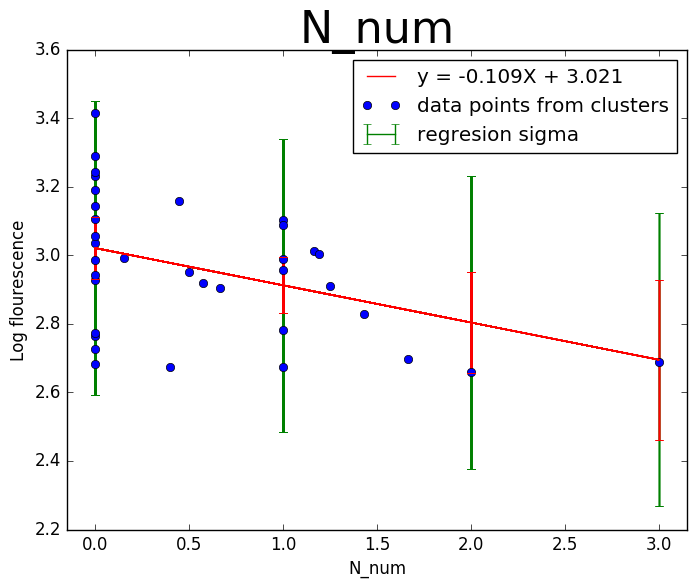 N_num
y = -0.109X + 3.021
data points from clusters
regresion sigma
Log flourescence
3.6
3.4
3.2
3.0
2.8
2.6
2.4
2.2
0.0 0.5 1.0 1.5 2.0 2.5 3.0
N_num